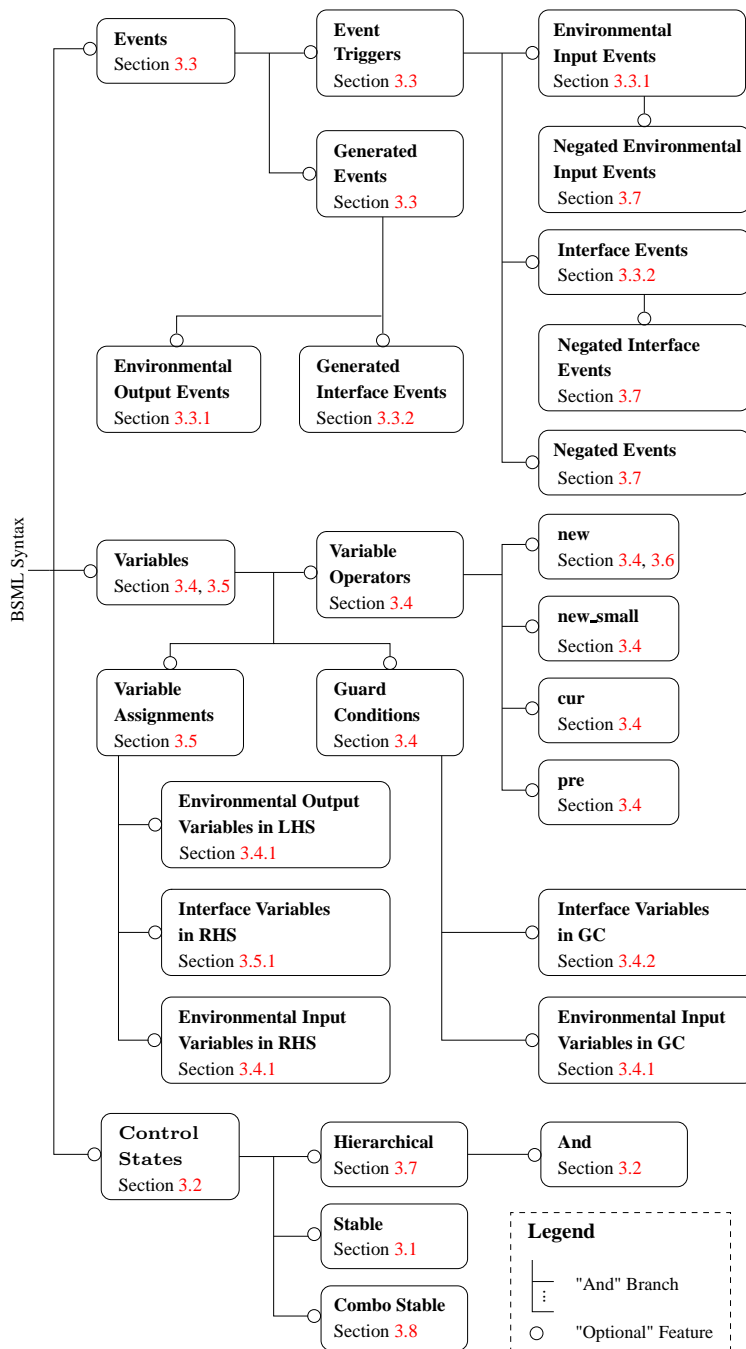 BSML Syntax
Events
Section 3.3
Event
Triggers
Section 3.3
Environmental
Input Events
Section 3.3.1
Negated Environmental
Input Events
Section 3.7
Generated
Events
Section 3.3
Interface Events
Section 3.3.2
Negated Interface
Events
Section 3.7
Environmental
Output Events
Section 3.3.1
Generated
Interface Events
Section 3.3.2
Negated Events
Section 3.7
Variables
Section 3.4, 3.5
Variable
Operators
Section 3.4
new
Section 3.4, 3.6
new_small
Section 3.4
cur
Section 3.4
pre
Section 3.4
Variable
Assignments
Section 3.5
Guard
Conditions
Section 3.4
Environmental Output
Variables in LHS
Section 3.4.1
Interface Variables
in RHS
Section 3.5.1
Environmental Input
Variables in RHS
Section 3.4.1
Interface Variables
in GC
Section 3.4.2
Environmental Input
Variables in GC
Section 3.4.1
Control
States
Section 3.2
Hierarchical
Section 3.7
And
Section 3.2
Stable
Section 3.1
Combo Stable
Section 3.8
Legend
...
"And" Branch
"Optional" Feature